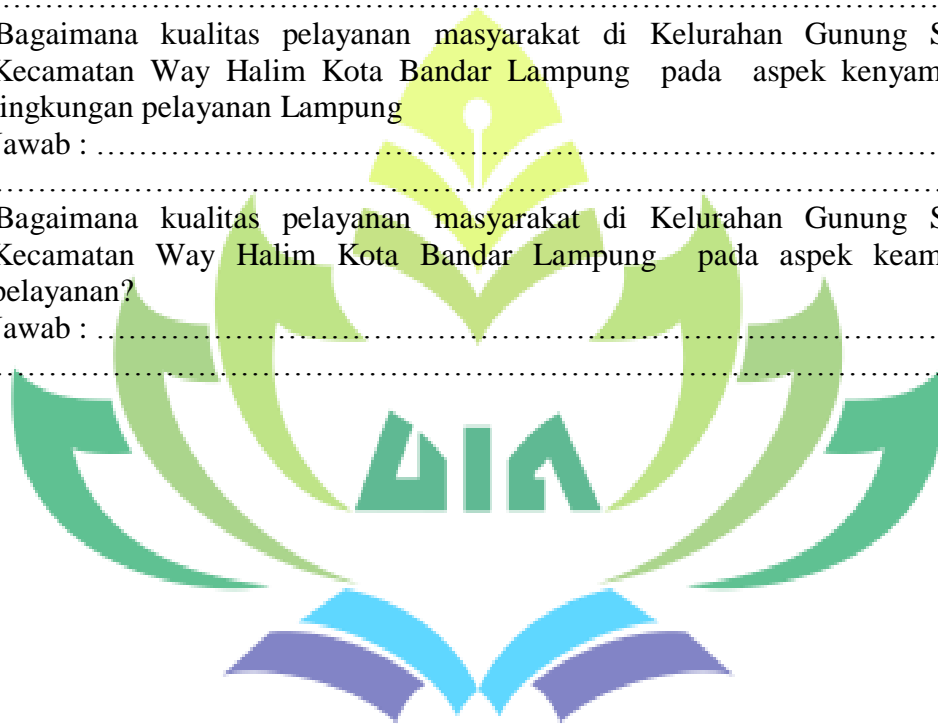 Bagaimana kualitas pelayanan masyarakat di Kelurahan Gunung S
Kecamatan Way Halim Kota Bandar Lampung pada aspek kenyam
lingkungan pelayanan Lampung
Jawab : ……………………………………………………………………
……………………………………………………………………………
Bagaimana kualitas pelayanan masyarakat di Kelurahan Gunung S
Kecamatan Way Halim Kota Bandar Lampung pada aspek keam
pelayanan?
Jawab : ……………………………………………………………………
……………………………………………………………………………
UIN